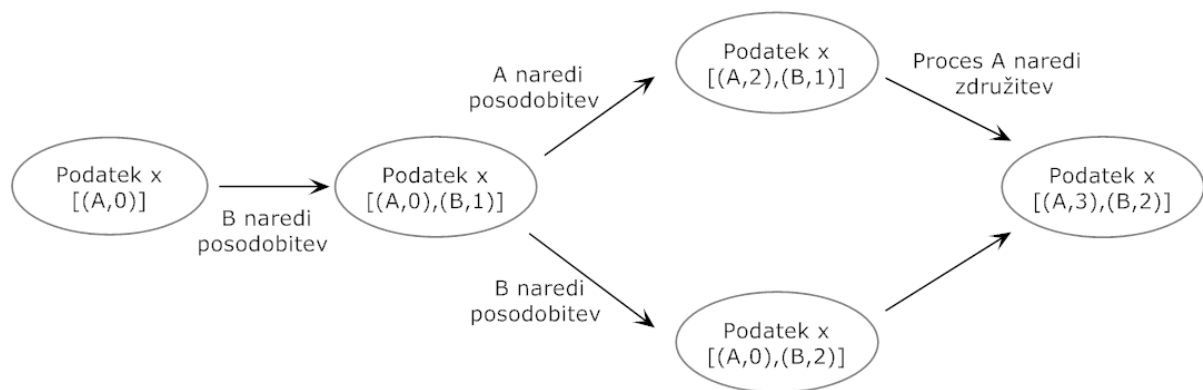 Podatek x
[(A,0)]
B naredi
posodobitev
Podatek x
[(A,0),(B,1)]
A naredi
posodobitev
Podatek x
[(A,2),(B,1)]
B naredi
posodobitev
Podatek x
[(A,0),(B,2)]
Proces A naredi
združitev
Podatek x
[(A,3),(B,2)]